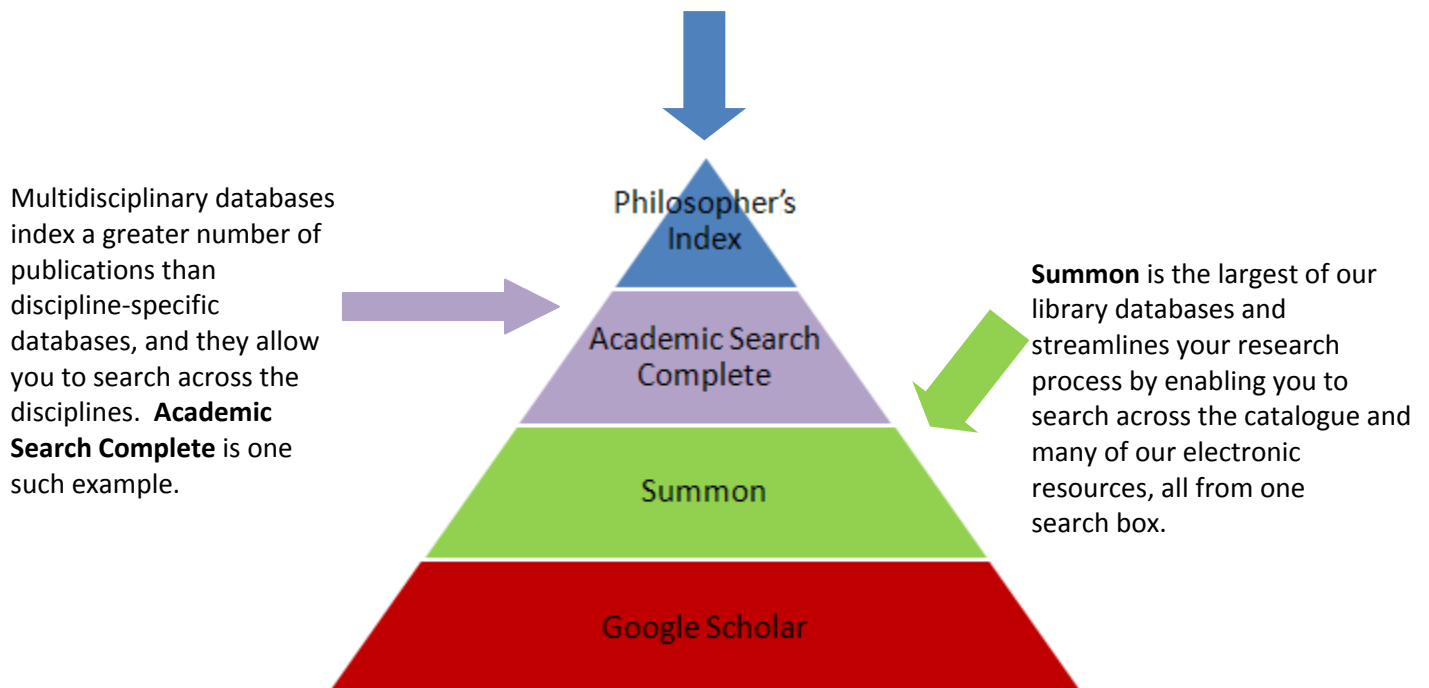 Multidisciplinary databases
index a greater number of
publications than
discipline-specific
databases, and they allow
you to search across the
disciplines.  Academic
Search Complete is one
such example.
Philosopher's
Index
Academic Search
Complete
Summon
Google Scholar
Summon is the largest of our
library databases and
streamlines your research
process by enabling you to
search across the catalogue and
many of our electronic
resources, all from one
search box.